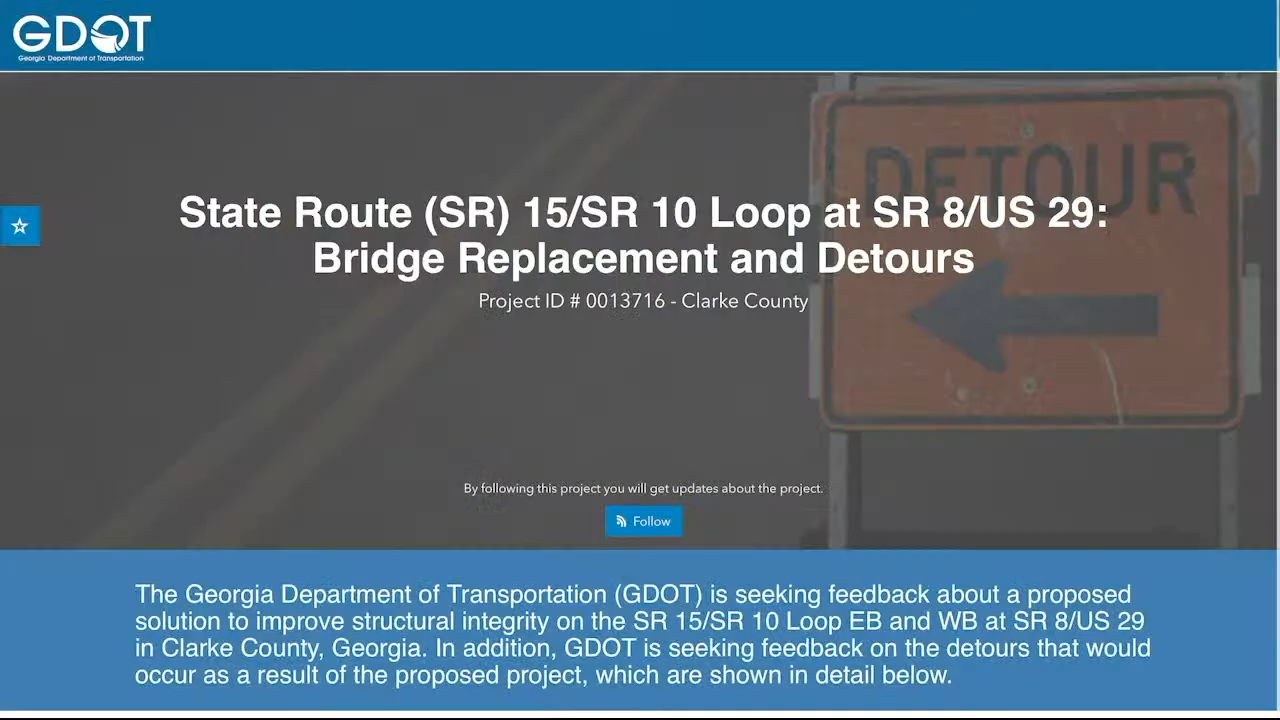 GDOT
Georgia Department of Transportation
DETOUR
State Route (SR) 15/SR 10 Loop at SR 8/US 29:
Bridge Replacement and Detours
Project ID # 0013716 - Clarke County
By following this project you will get updates about the project.
Follow
The Georgia Department of Transportation (GDOT) is seeking feedback about a proposed
solution to improve structural integrity on the SR 15/SR 10 Loop EB and WB at SR 8/US 29
in Clarke County, Georgia. In addition, GDOT is seeking feedback on the detours that would
occur as a result of the proposed project, which are shown in detail below.